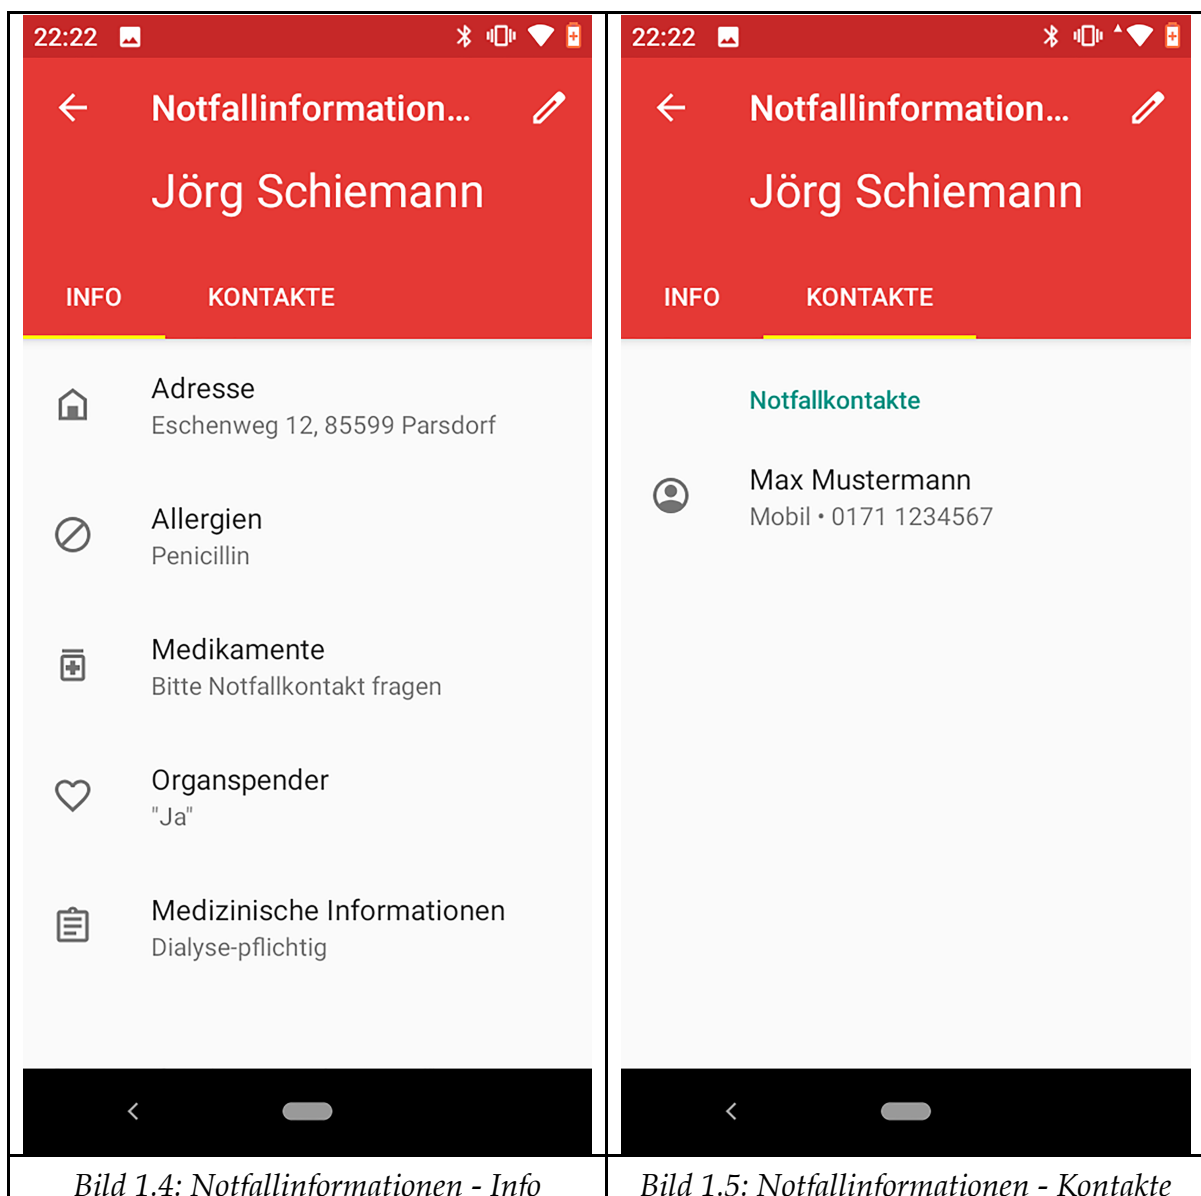 22:22
Notfallinformation...
Jörg Schiemann
INFO KONTAKTE
Adresse
Eschenweg 12, 85599 Parsdorf
Allergien
Penicillin
Medikamente
Bitte Notfallkontakt fragen
Organspender
"Ja"
Medizinische Informationen
Dialyse-pflichtig
Bild 1.4: Notfallinformationen - Info
22:22
Notfallinformation...
Jörg Schiemann
INFO KONTAKTE
Notfallkontakte
Max Mustermann
Mobil • 0171 1234567
Bild 1.5: Notfallinformationen - Kontakte